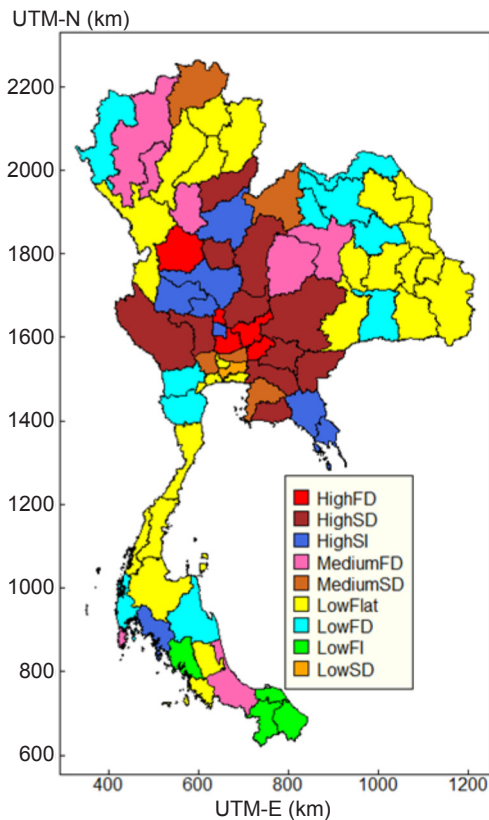 UTM-N (km)
2200
2000
1800
1600
1400
1200
1000
800
600
HighFD
HighSD
HighSI
MediumFD
MediumSD
LowFlat
LowFD
LowFI
LowSD
400 600 800 1000 1200
UTM-E (km)